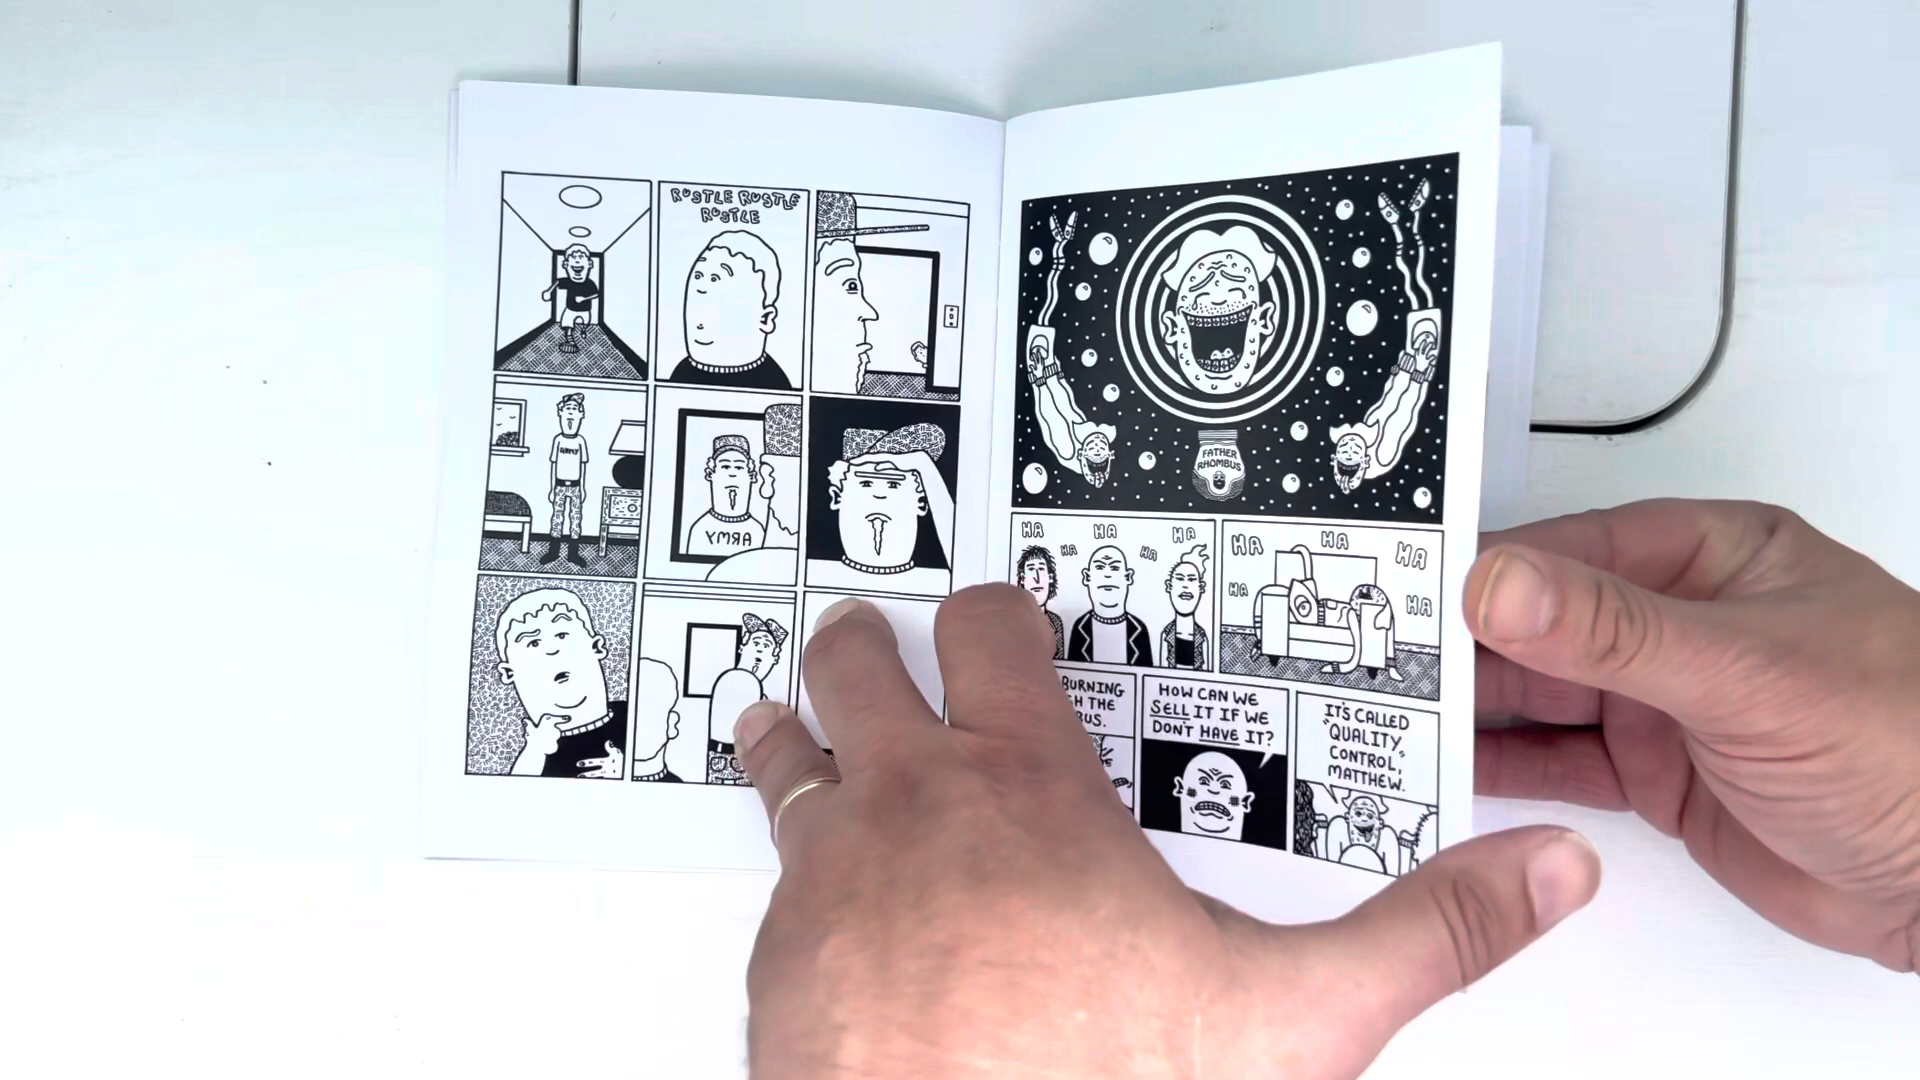 RUSTLE RUSTLE
RUSTLE
ARMY
ARMY
FATHER
RHOMBUS
HA
HA
HA
HA
HA
HA
HA
HA
HA
HA
BURNING
THE
HOW CAN WE
SELL IT IF WE
DON'T HAVE IT?
IT'S CALLED
"QUALITY
CONTROL,"
MATTHEW.